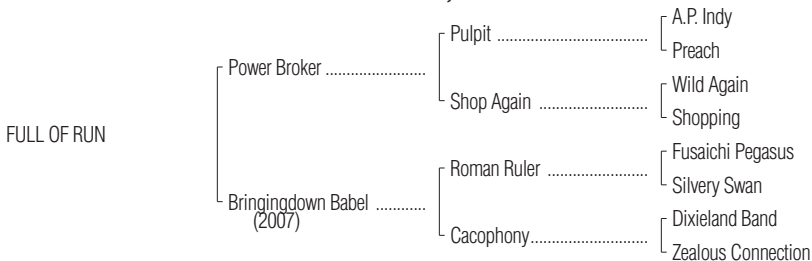 A.P. Indy
Pulpit ....................................
Preach
Power Broker ........................
Wild Again
Shop Again ..........................
Shopping
FULL OF RUN
Fusaichi Pegasus
Roman Ruler ........................
Silvery Swan
Bringingdown Babel ............
(2007)
Dixieland Band
Cacophony............................
Zealous Connection